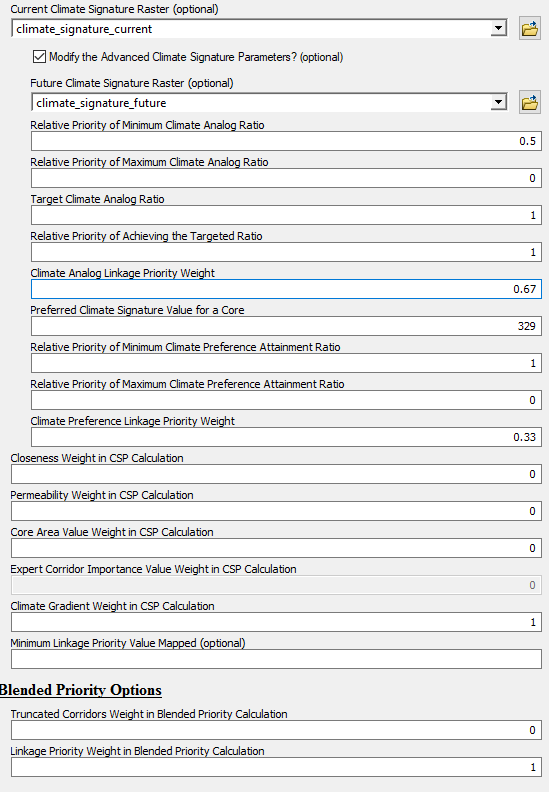 Current Climate Signature Raster (optional)
climate_signature_current
Modify the Advanced Climate Signature Parameters? (optional)
Future Climate Signature Raster (optional)
climate_signature_future
Relative Priority of Minimum Climate Analog Ratio
0.5
Relative Priority of Maximum Climate Analog Ratio
0
Target Climate Analog Ratio
1
Relative Priority of Achieving the Targeted Ratio
1
Climate Analog Linkage Priority Weight
0.67
Preferred Climate Signature Value for a Core
329
Relative Priority of Minimum Climate Preference Attainment Ratio
1
Relative Priority of Maximum Climate Preference Attainment Ratio
0
Climate Preference Linkage Priority Weight
0.33
Closeness Weight in CSP Calculation
0
Permeability Weight in CSP Calculation
0
Core Area Value Weight in CSP Calculation
0
Expert Corridor Importance Value Weight in CSP Calculation
0
Climate Gradient Weight in CSP Calculation
1
Minimum Linkage Priority Value Mapped (optional)
Blended Priority Options
Truncated Corridors Weight in Blended Priority Calculation
0
Linkage Priority Weight in Blended Priority Calculation
1